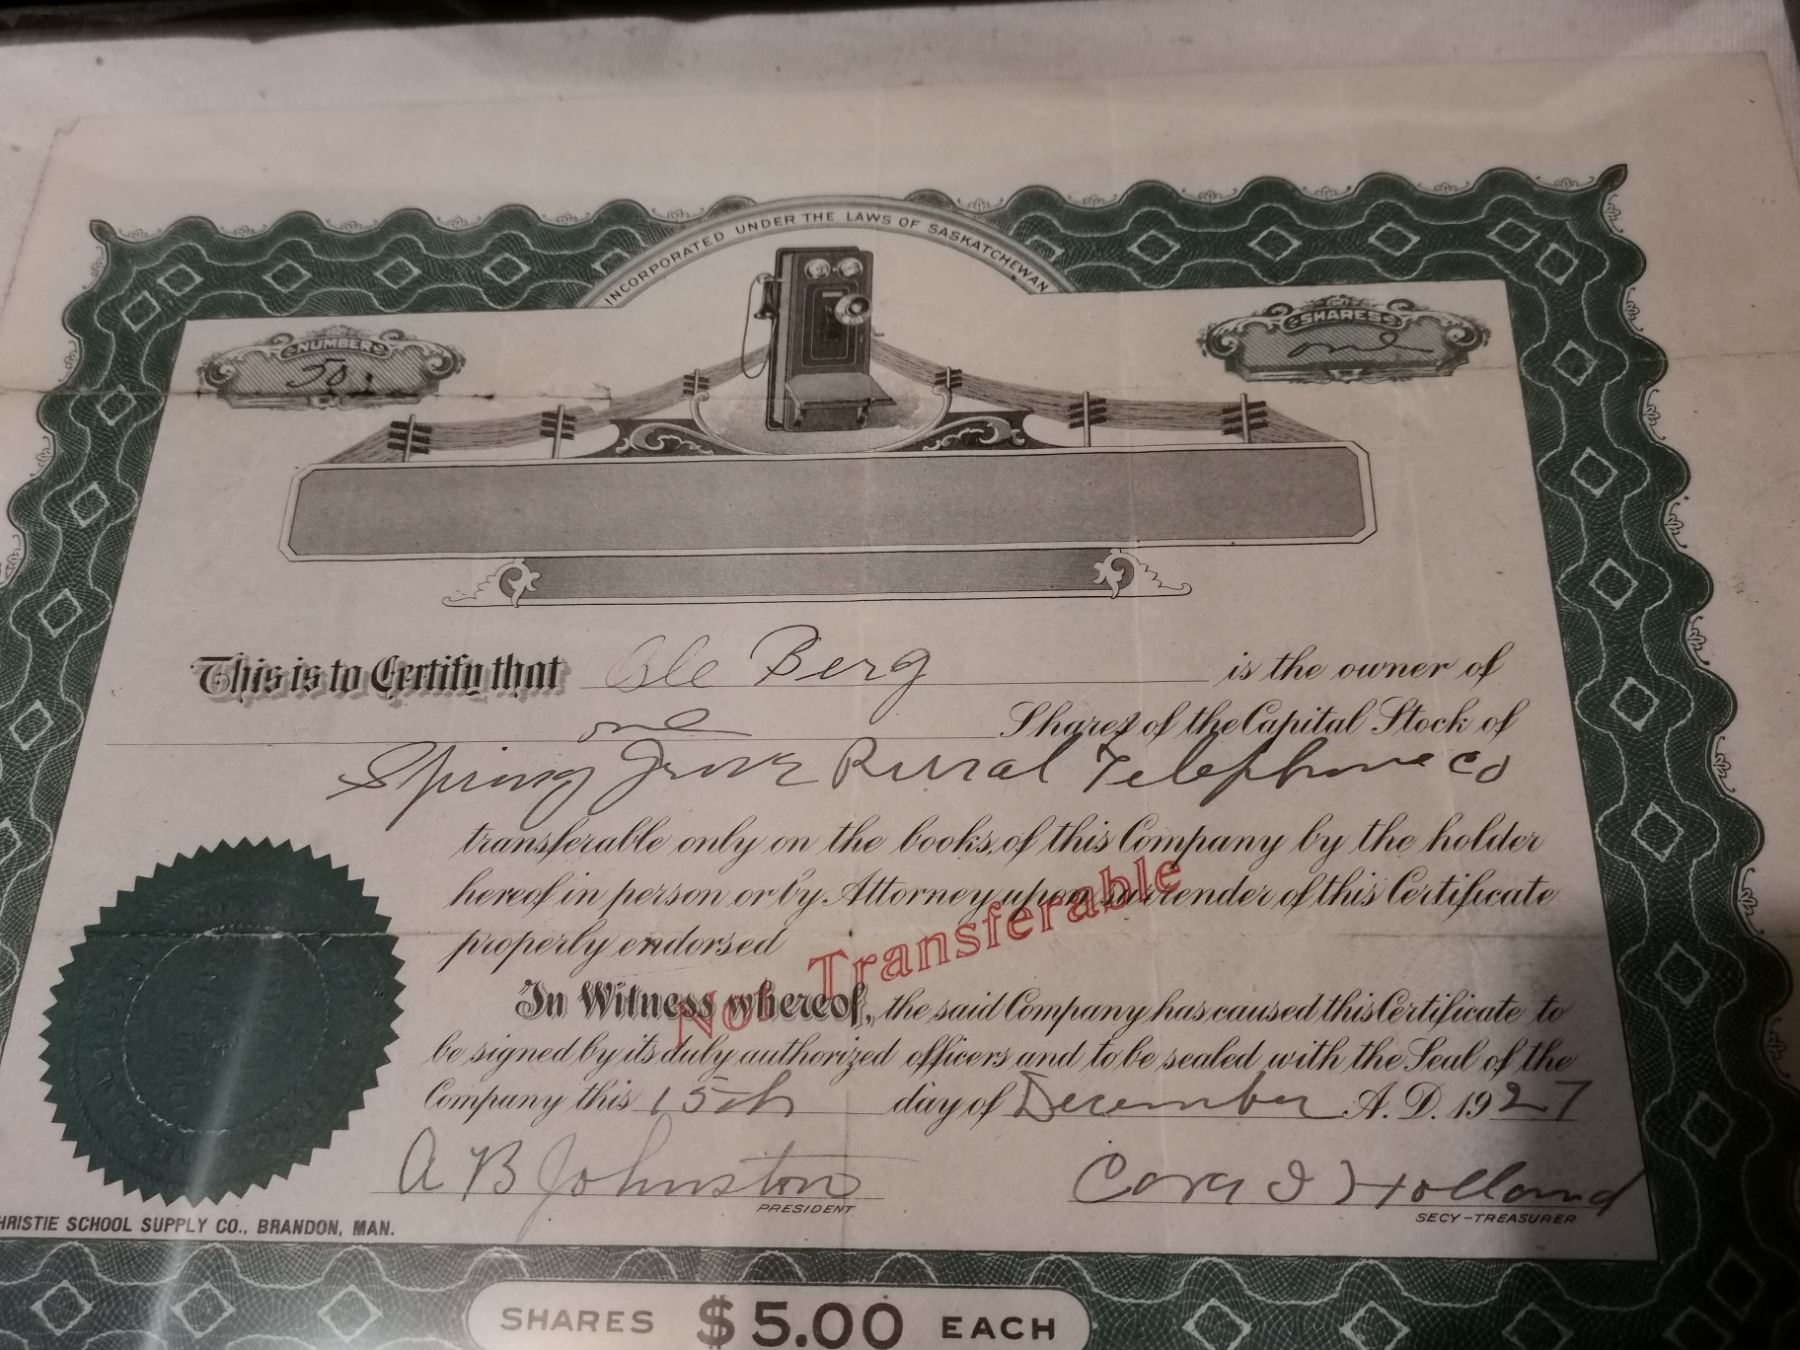 INCORPORATED UNDER THE LAWS OF SASKATCHEWAN
NUMBER
50
SHARES
one
This is to Certify that Ole Berg is the owner of
one Shares of the Capital Stock of
Spring Grove Rural Telephone Co
transferable only on the books of this Company by the holder
hereof in person or by Attorney upon surrender of this Certificate
properly endorsed
Not Transferable
In Witness whereof, the said Company has caused this Certificate to
be signed by its duly authorized officers and to be sealed with the Seal of the
Company this 15th day of December A. D. 1927
A B Johnston
PRESIDENT
Cora I Holland
SECY-TREASURER
HRISTIE SCHOOL SUPPLY CO., BRANDON, MAN.
SHARES $5.00 EACH